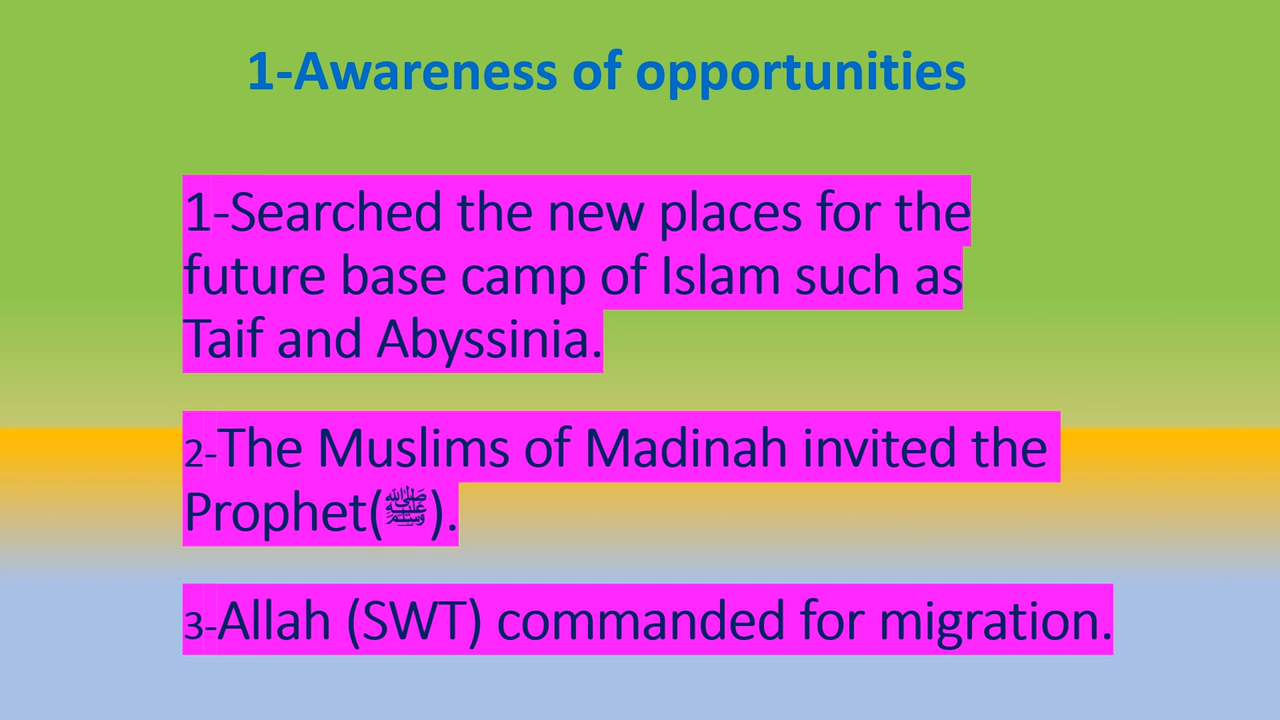 1-Awareness of opportunities
1-Searched the new places for the
future base camp of Islam such as
Taif and Abyssinia.
2-The Muslims of Madinah invited the
Prophet(ﷺ).
3-Allah (SWT) commanded for migration.